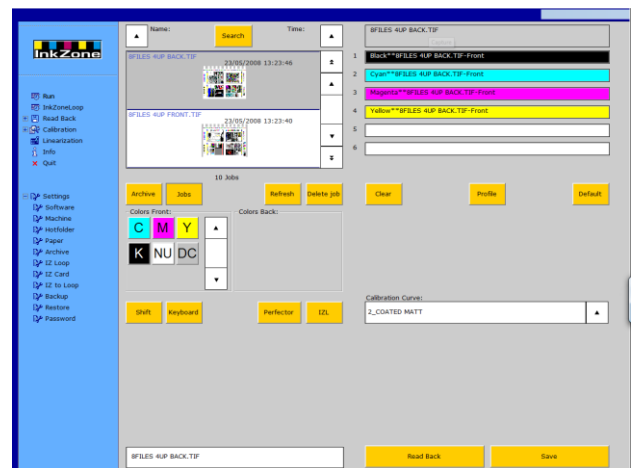 InkZone
Run
InkZoneLoop
Read Back
Calibration
Linearization
Info
Quit
Settings
Software
Machine
Hotfolder
Paper
Archive
IZ Loop
IZ Card
IZ to Loop
Backup
Restore
Password
Name:
Search
Time:
8FILES 4UP BACK.TIF
23/05/2008 13:23:46
8FILES 4UP FRONT.TIF
23/05/2008 13:23:40
10 Jobs
Archive
Jobs
Refresh
Delete job
Colors Front:
Colors Back:
C M Y
K NU DC
Shift
Keyboard
Perfector
IZL
8FILES 4UP BACK.TIF
8FILES 4UP BACK.TIF
1 Black**8FILES 4UP BACK.TIF-Front
2 Cyan**8FILES 4UP BACK.TIF-Front
3 Magenta**8FILES 4UP BACK.TIF-Front
4 Yellow**8FILES 4UP BACK.TIF-Front
5
6
Clear
Profile
Default
Calibration Curve:
2_COATED MATT
Read Back
Save